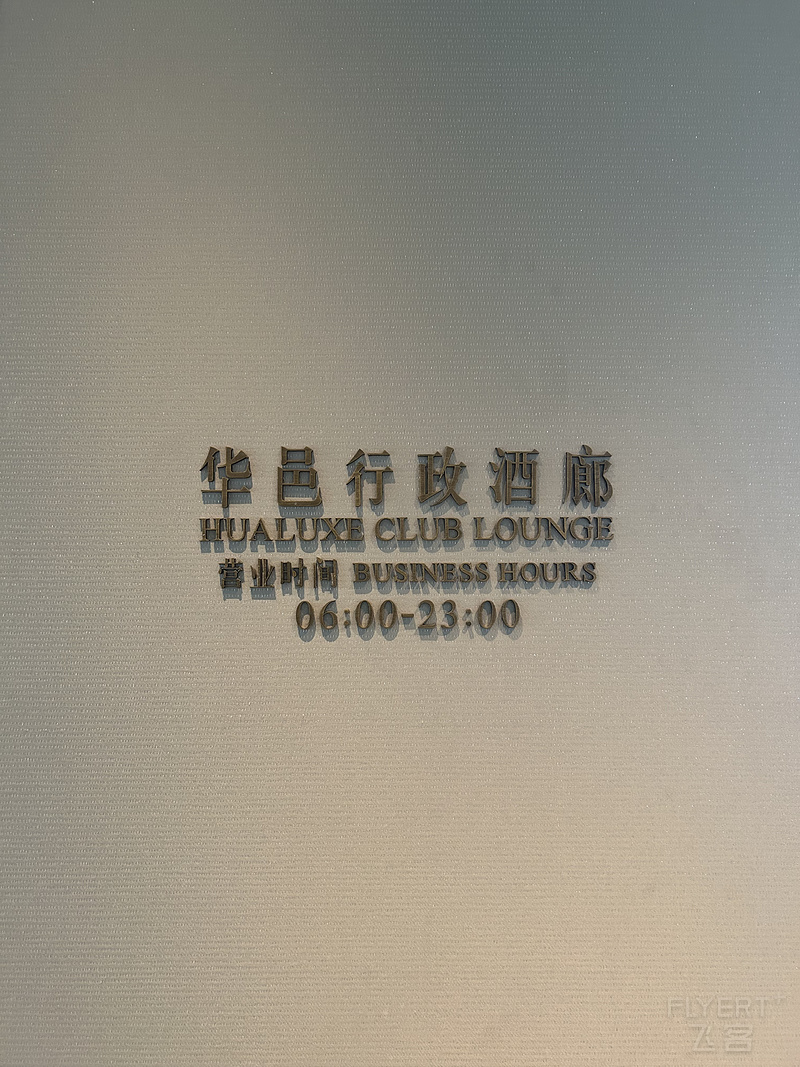 华邑行政酒廊
HUALUXE CLUB LOUNGE
营业时间 BUSINESS HOURS
06:00-23:00
FLYERT+
飞客